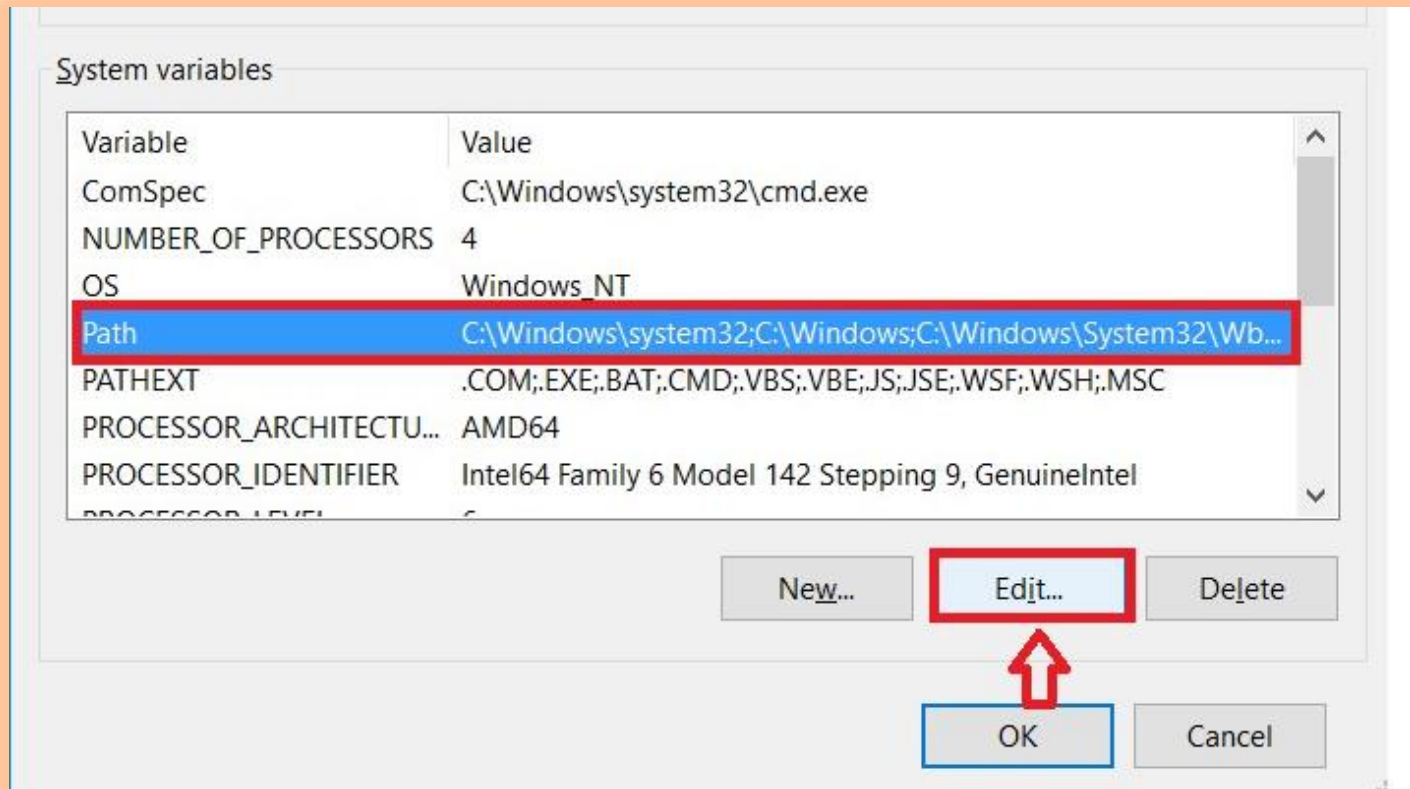 System variables
Variable Value
ComSpec C:\Windows\system32\cmd.exe
NUMBER_OF_PROCESSORS 4
OS Windows_NT
Path C:\Windows\system32;C:\Windows;C:\Windows\System32\Wb...
PATHEXT .COM;.EXE;.BAT;.CMD;.VBS;.VBE;.JS;.JSE;.WSF;.WSH;.MSC
PROCESSOR_ARCHITECTU... AMD64
PROCESSOR_IDENTIFIER Intel64 Family 6 Model 142 Stepping 9, GenuineIntel
New... Edit... Delete
OK Cancel